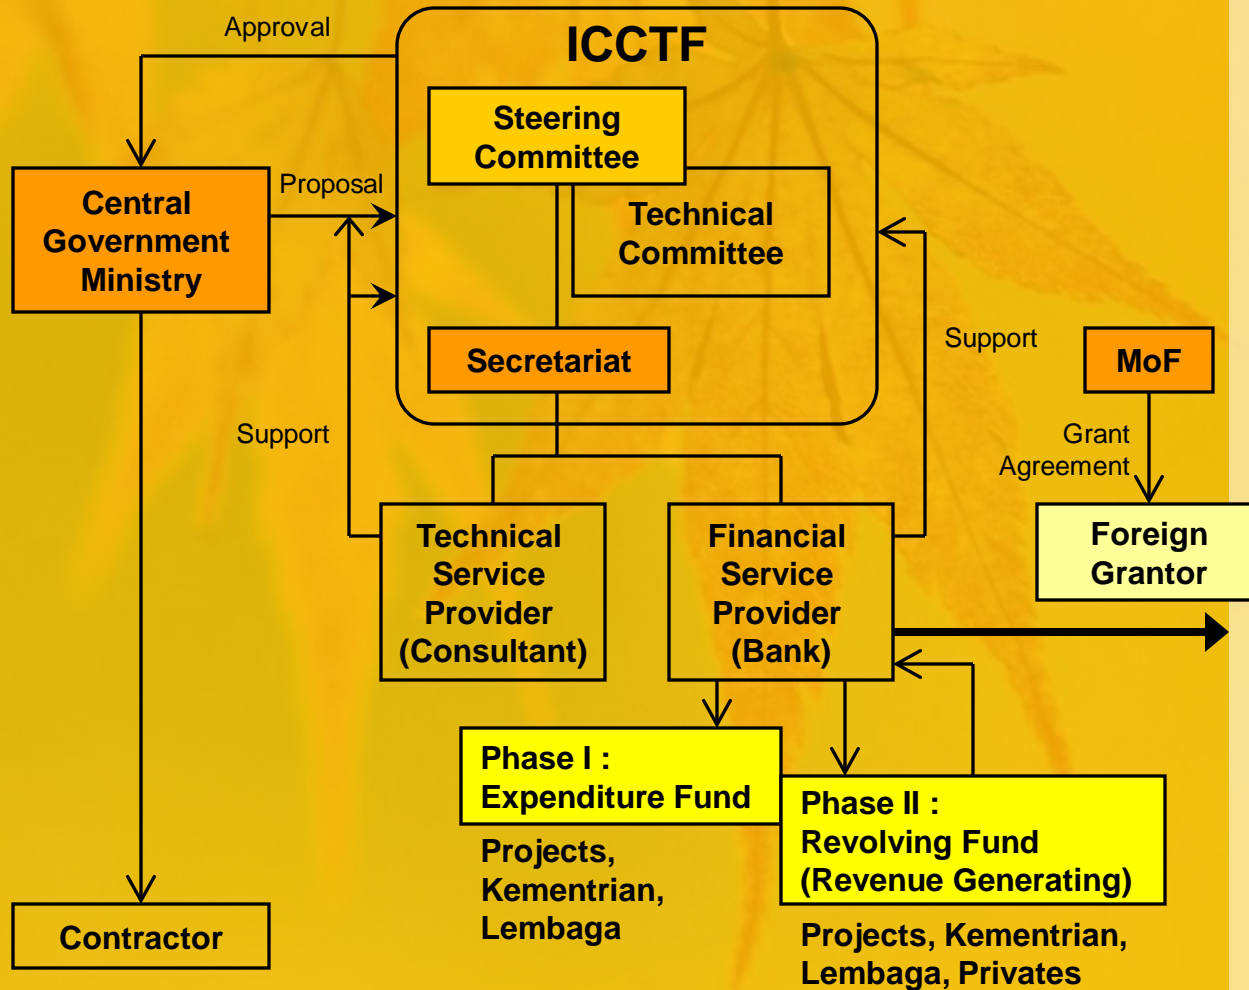 Approval
ICCTF
Steering
Committee
Proposal
Central
Government
Ministry
Technical
Committee
Secretariat
Support
MoF
Support
Grant
Agreement
Technical
Service
Provider
(Consultant)
Financial
Service
Provider
(Bank)
Foreign
Grantor
Phase I :
Expenditure Fund
Projects,
Kementrian,
Lembaga
Phase II :
Revolving Fund
(Revenue Generating)
Projects, Kementrian,
Lembaga, Privates
Contractor